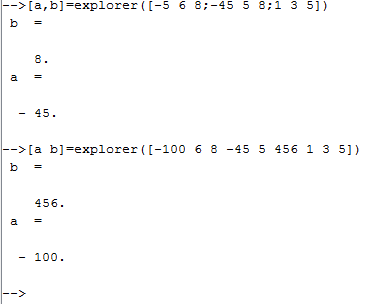 -->[a,b]=explorer([-5 6 8;-45 5 8;1 3 5])
b =
8.
a =
- 45.
-->[a b]=explorer([-100 6 8 -45 5 456 1 3 5])
b =
456.
a =
- 100.
-->